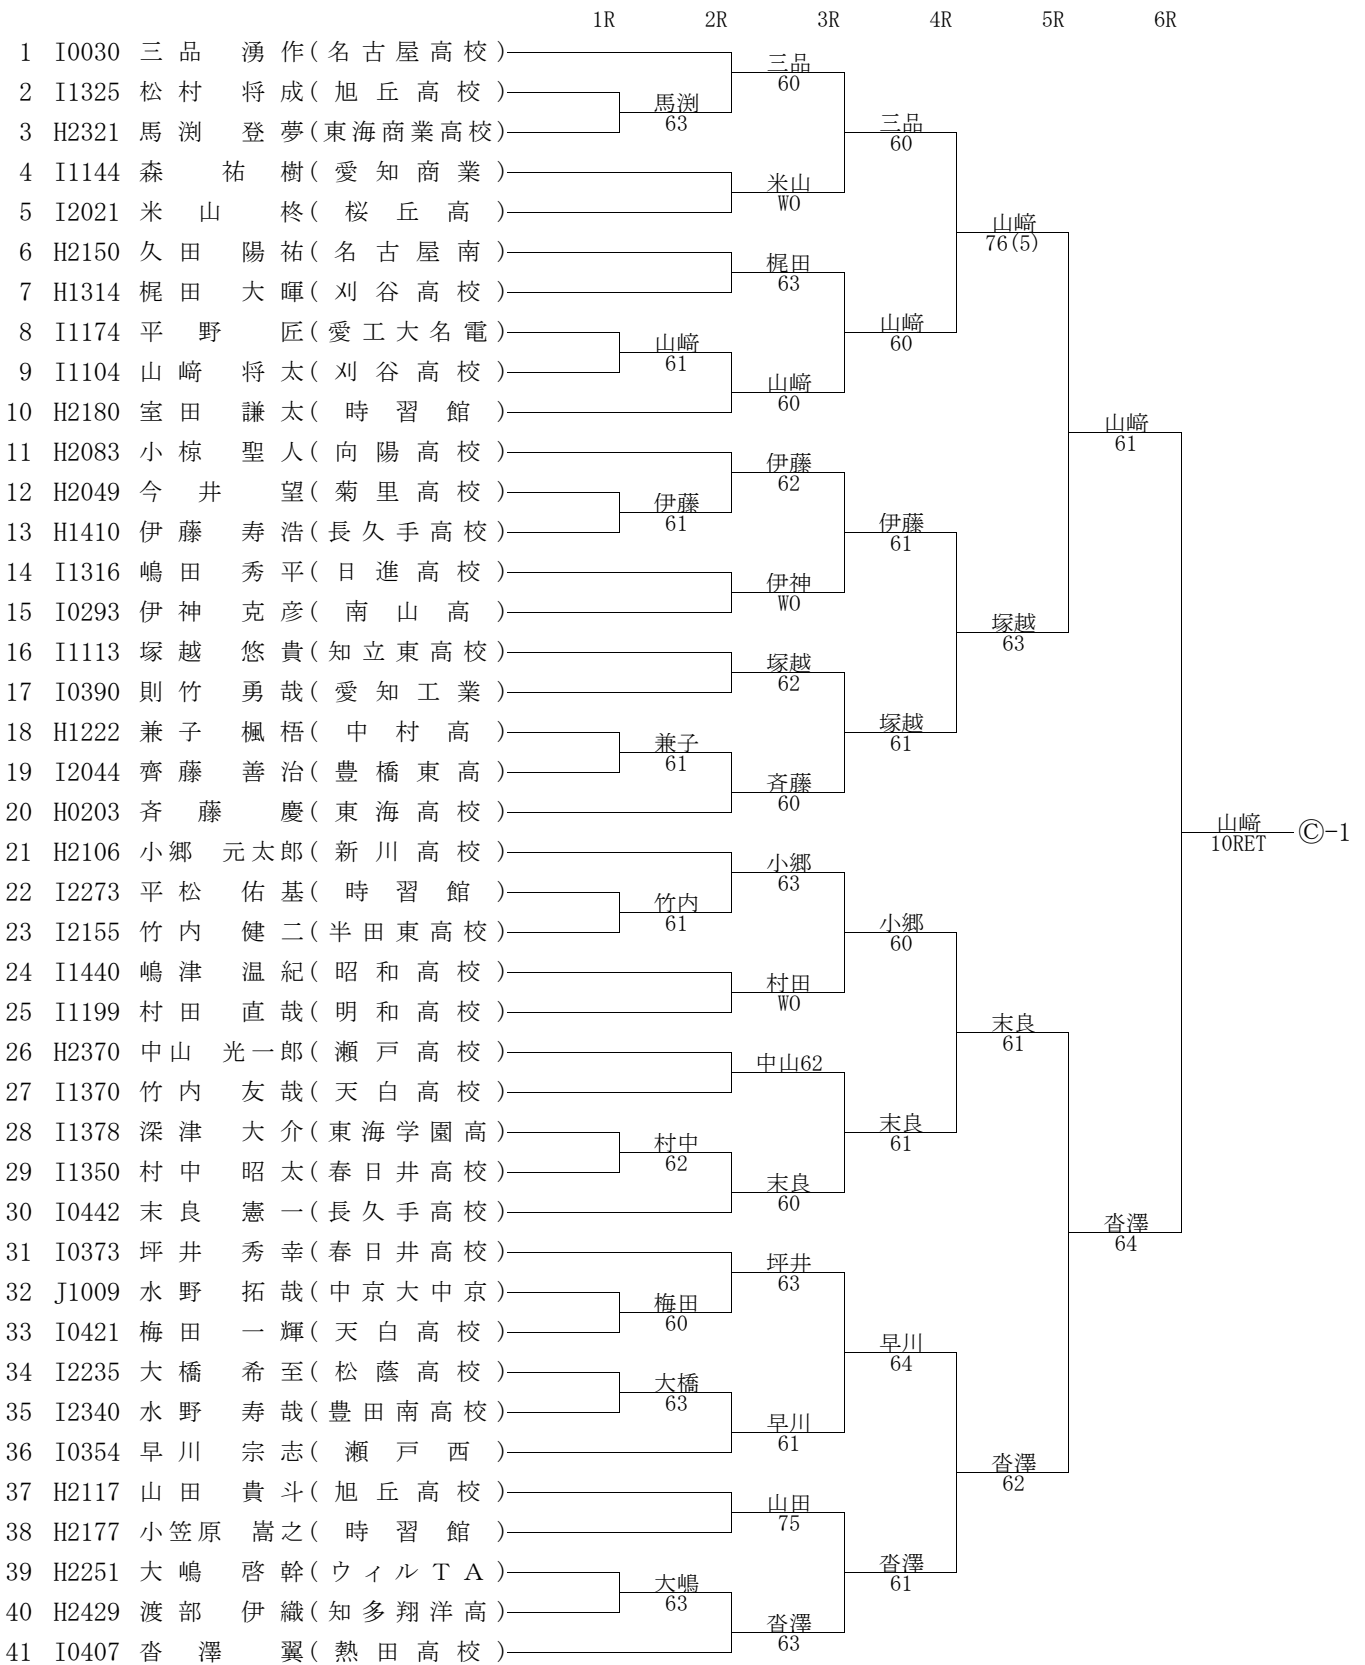 1R 2R 3R 4R 5R 6R
1 I0030 三品 湧作(名古屋高校)
三品
60
2 I1325 松村 将成(旭丘高校)
馬渕
63
3 H2321 馬渕 登夢(東海商業高校)
三品
60
4 I1144 森 祐樹(愛知商業)
米山
WO
5 I2021 米山 柊(桜丘高)
山﨑
76(5)
6 H2150 久田 陽祐(名古屋南)
梶田
63
7 H1314 梶田 大暉(刈谷高校)
8 I1174 平野 匠(愛工大名電)
山﨑
60
山﨑
61
9 I1104 山﨑 将太(刈谷高校)
山﨑
60
10 H2180 室田 謙太(時習館)
山﨑
61
11 H2083 小椋 聖人(向陽高校)
伊藤
62
12 H2049 今井 望(菊里高校)
伊藤
61
13 H1410 伊藤 寿浩(長久手高校)
伊藤
61
14 I1316 嶋田 秀平(日進高校)
伊神
WO
15 I0293 伊神 克彦(南山高)
塚越
63
16 I1113 塚越 悠貴(知立東高校)
塚越
62
17 I0390 則竹 勇哉(愛知工業)
18 H1222 兼子 楓梧(中村高)
塚越
61
兼子
61
19 I2044 齊藤 善治(豊橋東高)
斉藤
60
20 H0203 斉藤 慶(東海高校)
山﨑
10RET
Ⓒ-1
21 H2106 小郷 元太郎(新川高校)
小郷
63
22 I2273 平松 佑基(時習館)
竹内
61
23 I2155 竹内 健二(半田東高校)
小郷
60
24 I1440 嶋津 温紀(昭和高校)
村田
WO
25 I1199 村田 直哉(明和高校)
末良
61
26 H2370 中山 光一郎(瀬戸高校)
中山62
27 I1370 竹内 友哉(天白高校)
28 I1378 深津 大介(東海学園高)
末良
61
村中
62
29 I1350 村中 昭太(春日井高校)
末良
60
30 I0442 末良 憲一(長久手高校)
沓澤
64
31 I0373 坪井 秀幸(春日井高校)
坪井
63
32 J1009 水野 拓哉(中京大中京)
梅田
60
33 I0421 梅田 一輝(天白高校)
早川
64
34 I2235 大橋 希至(松蔭高校)
大橋
63
35 I2340 水野 寿哉(豊田南高校)
早川
61
36 I0354 早川 宗志(瀬戸西)
沓澤
62
37 H2117 山田 貴斗(旭丘高校)
山田
75
38 H2177 小笠原 嵩之(時習館)
39 H2251 大嶋 啓幹(ウィルTA)
沓澤
61
大嶋
63
40 H2429 渡部 伊織(知多翔洋高)
沓澤
63
41 I0407 沓澤 翼(熱田高校)